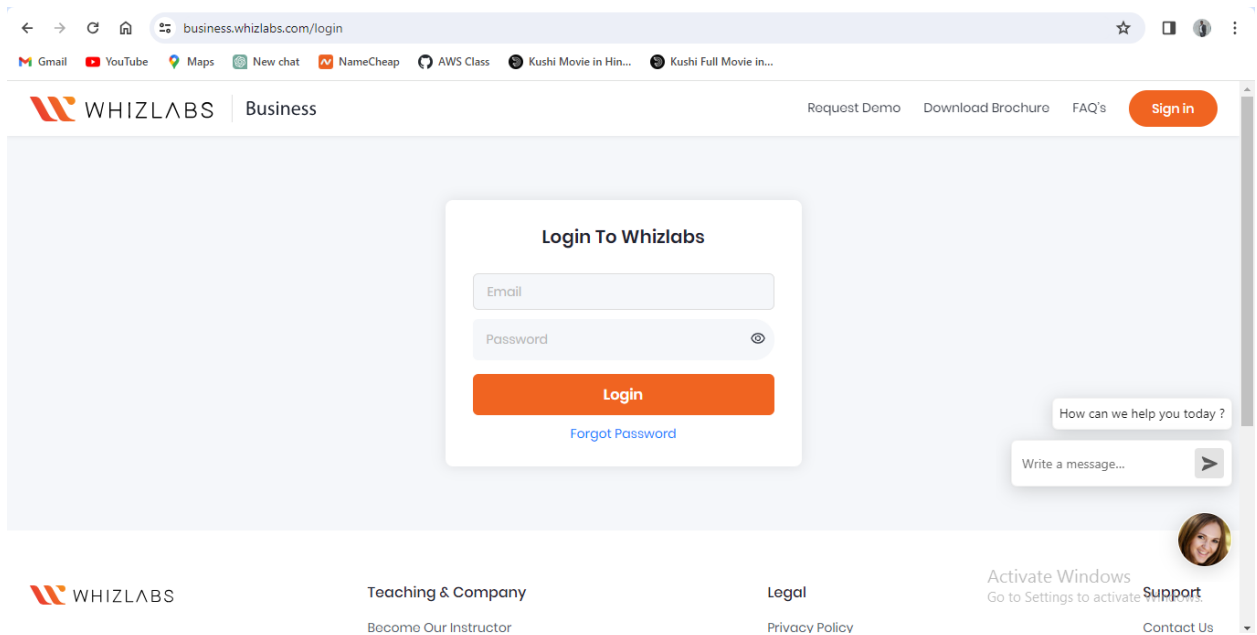 business.whizlabs.com/login
Gmail YouTube Maps New chat NameCheap AWS Class Kushi Movie in Hin... Kushi Full Movie in...
WHIZLABS Business Request Demo Download Brochure FAQ's Sign in
Login To Whizlabs
Email
Password
Login
Forgot Password
How can we help you today ?
Write a message...
Activate Windows
Go to Settings to activate Windows.
WHIZLABS Teaching & Company Legal Support
Become Our Instructor Privacy Policy Contact Us